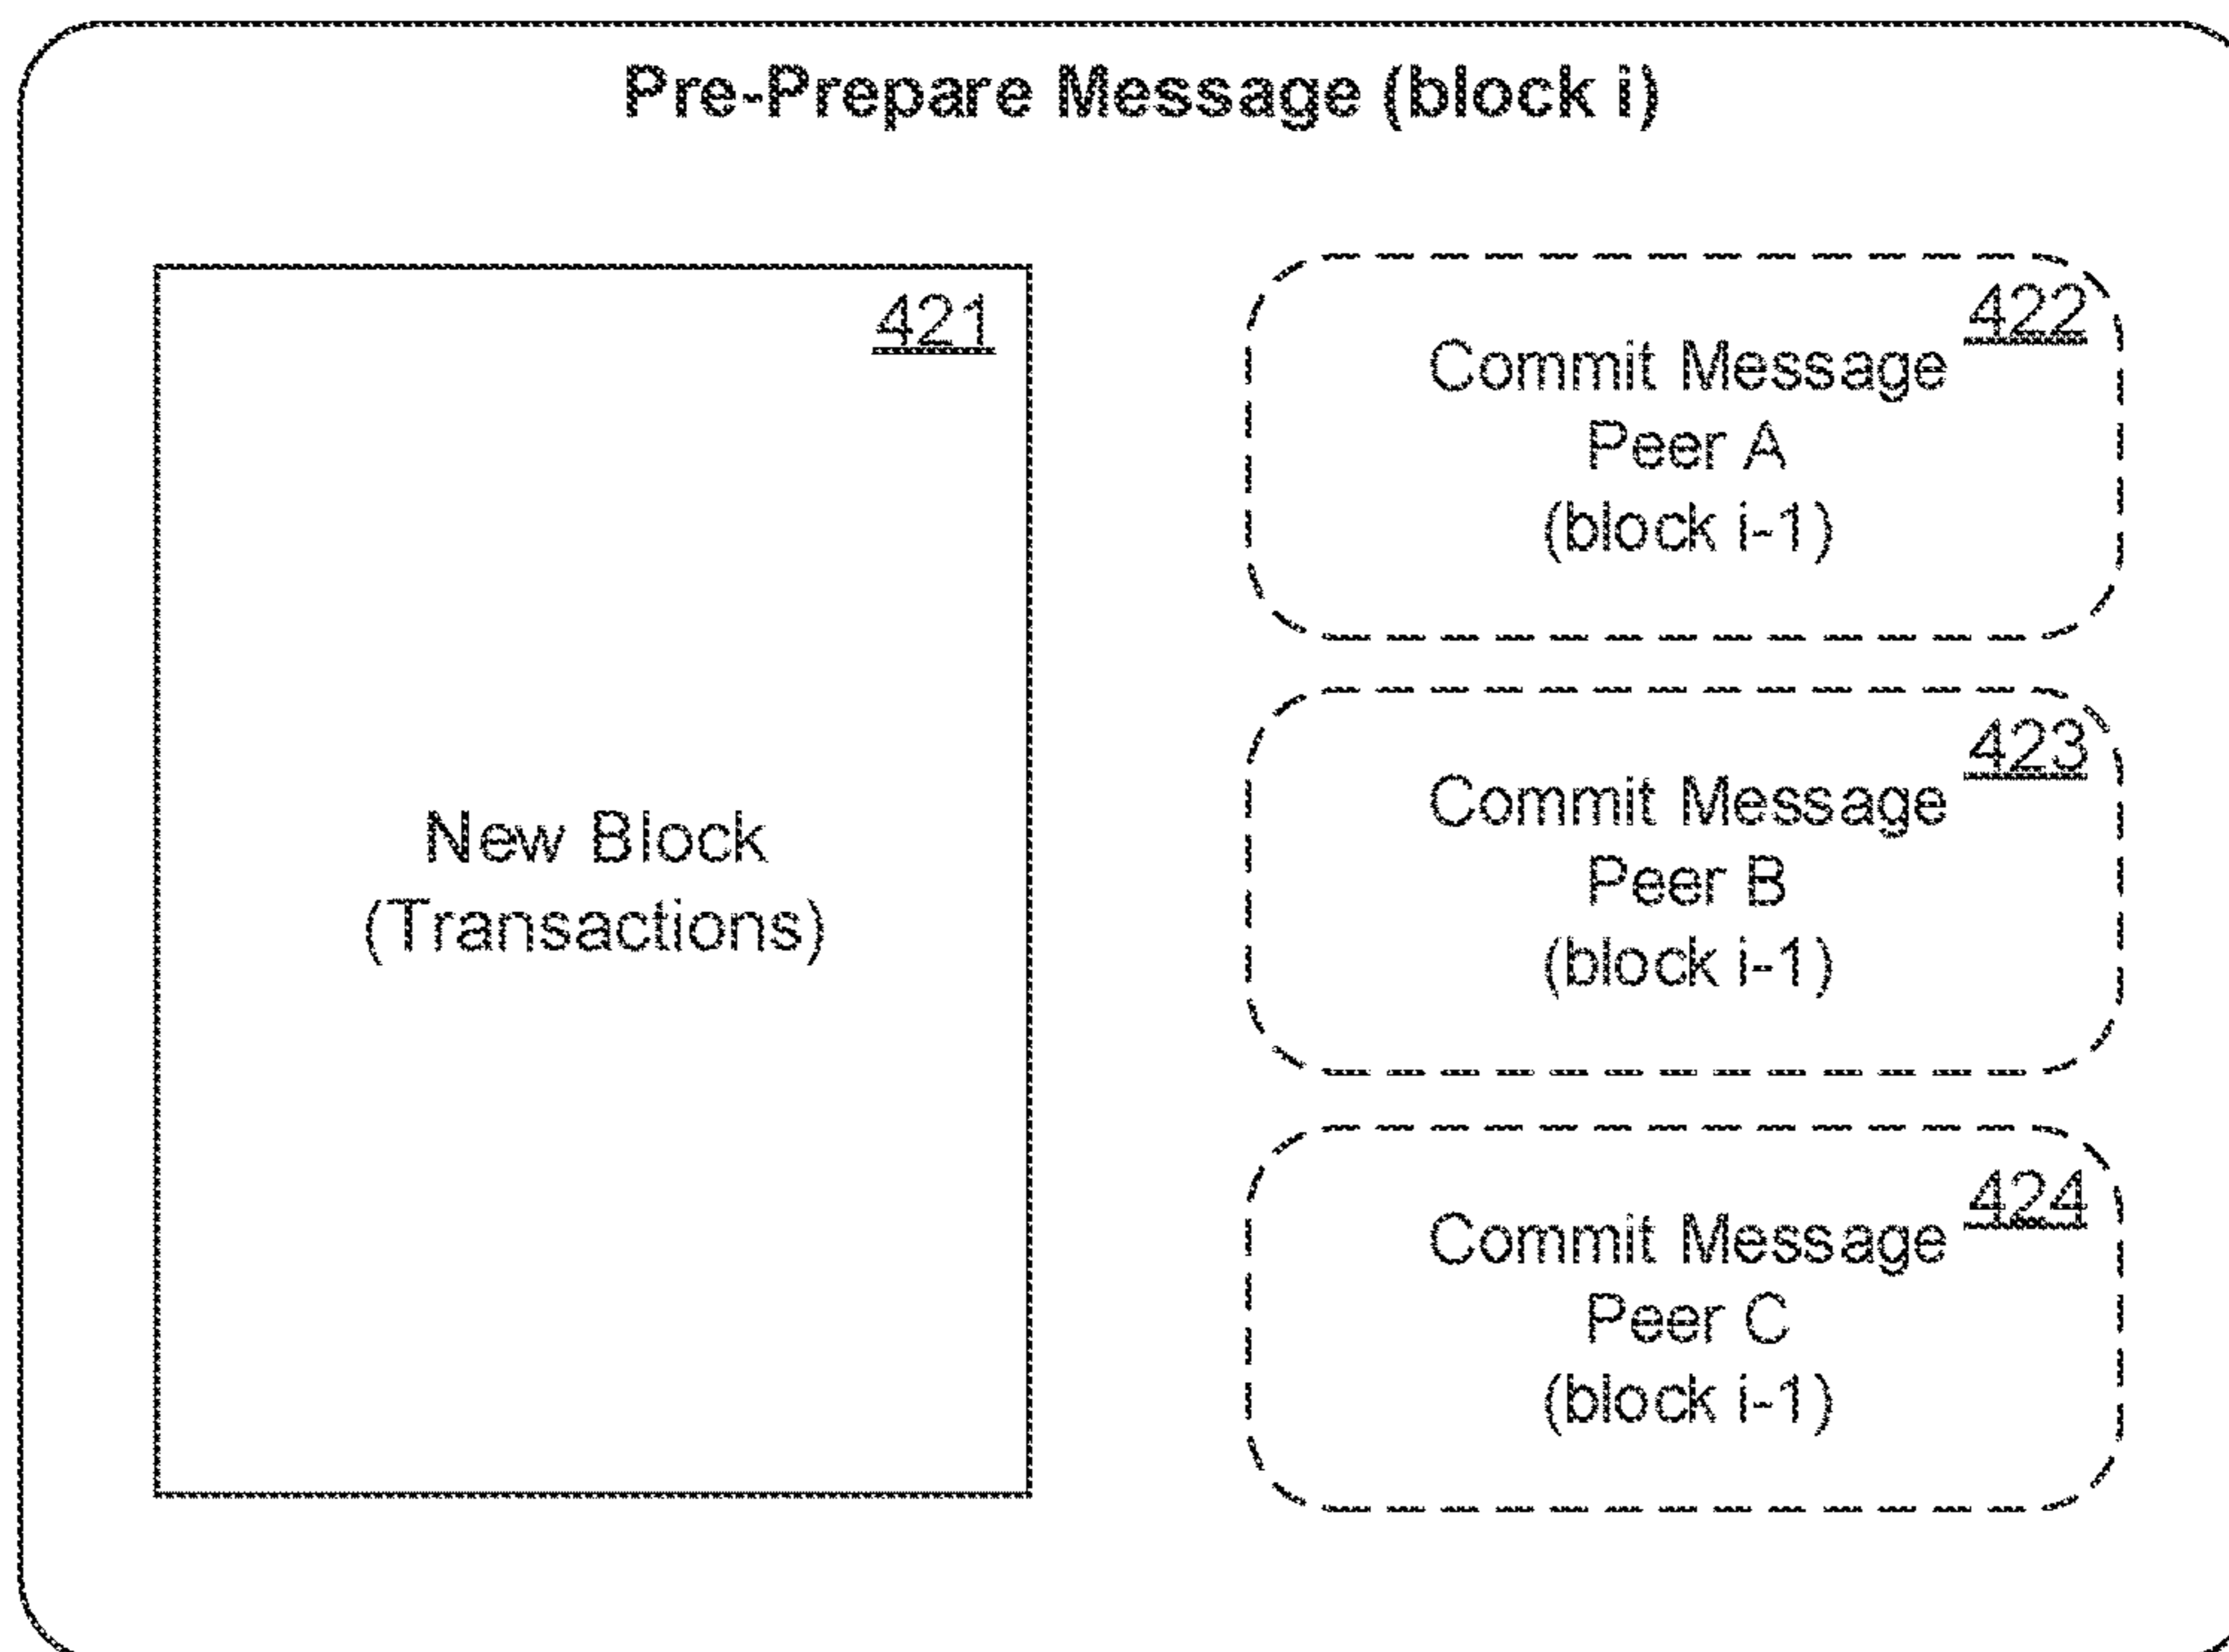 Pre-Prepare Message (block i)
421
New Block
(Transactions)
422
Commit Message
Peer A
(block i-1)
423
Commit Message
Peer B
(block i-1)
424
Commit Message
Peer C
(block i-1)